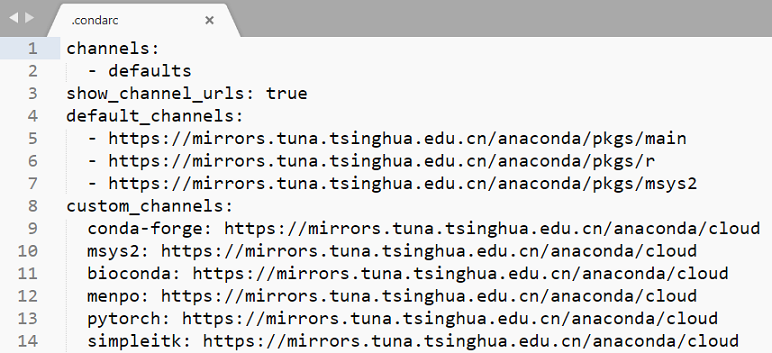 .condarc ×
1 channels:
2   - defaults
3 show_channel_urls: true
4 default_channels:
5   - https://mirrors.tuna.tsinghua.edu.cn/anaconda/pkgs/main
6   - https://mirrors.tuna.tsinghua.edu.cn/anaconda/pkgs/r
7   - https://mirrors.tuna.tsinghua.edu.cn/anaconda/pkgs/msys2
8 custom_channels:
9   conda-forge: https://mirrors.tuna.tsinghua.edu.cn/anaconda/cloud
10   msys2: https://mirrors.tuna.tsinghua.edu.cn/anaconda/cloud
11   bioconda: https://mirrors.tuna.tsinghua.edu.cn/anaconda/cloud
12   menpo: https://mirrors.tuna.tsinghua.edu.cn/anaconda/cloud
13   pytorch: https://mirrors.tuna.tsinghua.edu.cn/anaconda/cloud
14   simpleitk: https://mirrors.tuna.tsinghua.edu.cn/anaconda/cloud